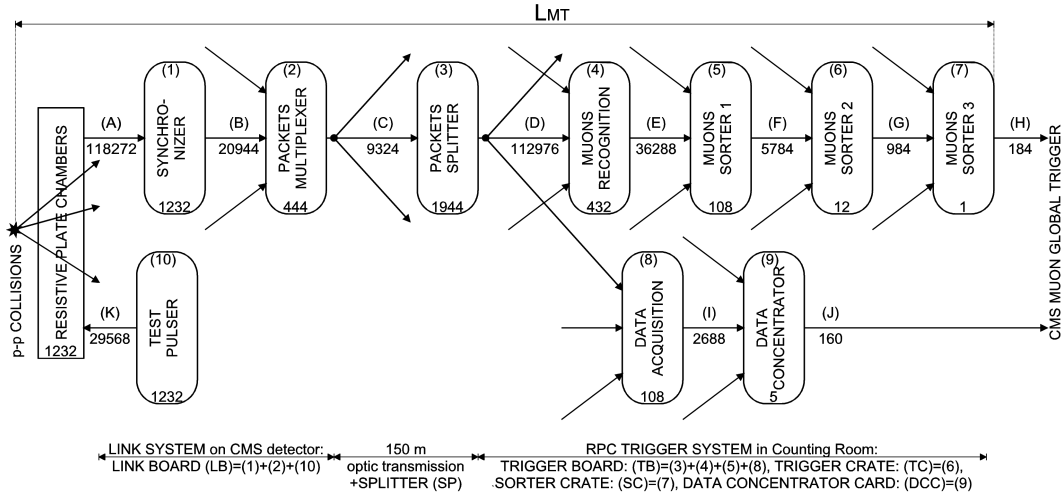 LMT
(1)
SYNCHRO-
NIZER
1232
(2)
PACKETS
MULTIPLEXER
444
(3)
PACKETS
SPLITTER
1944
(4)
MUONS
RECOGNITION
432
(5)
MUONS
SORTER 1
108
(6)
MUONS
SORTER 2
12
(7)
MUONS
SORTER 3
1
(A)
118272
(B)
20944
(C)
9324
(D)
112976
(E)
36288
(F)
5784
(G)
984
(H)
184
p-p COLLISIONS
RESISTIVE PLATE CHAMBERS
1232
(K)
29568
(10)
TEST
PULSER
1232
(8)
DATA
ACQUISITION
108
(I)
2688
(9)
DATA
CONCENTRATOR
5
(J)
160
CMS MUON GLOBAL TRIGGER
LINK SYSTEM on CMS detector:
LINK BOARD (LB)=(1)+(2)+(10)
150 m
optic transmission
+SPLITTER (SP)
RPC TRIGGER SYSTEM in Counting Room:
TRIGGER BOARD: (TB)=(3)+(4)+(5)+(8), TRIGGER CRATE: (TC)=(6),
SORTER CRATE: (SC)=(7), DATA CONCENTRATOR CARD: (DCC)=(9)